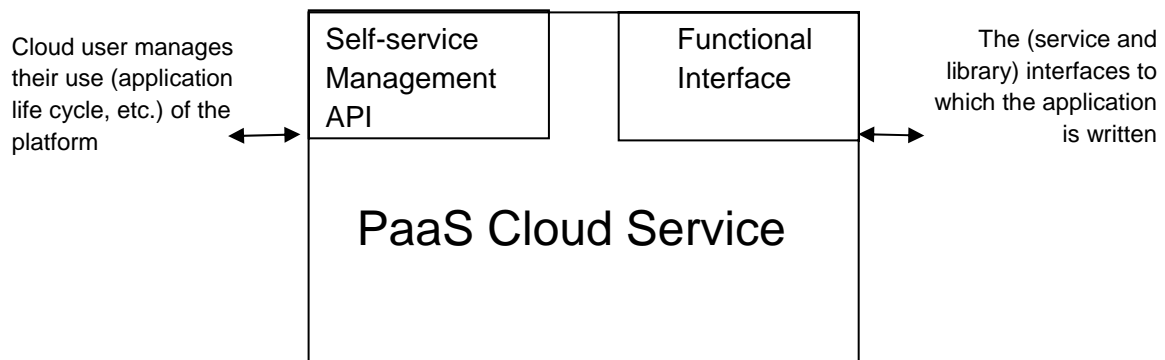 Cloud user manages
their use (application
life cycle, etc.) of the
platform
Self-service
Management
API
Functional
Interface
The (service and
library) interfaces to
which the application
is written
PaaS Cloud Service